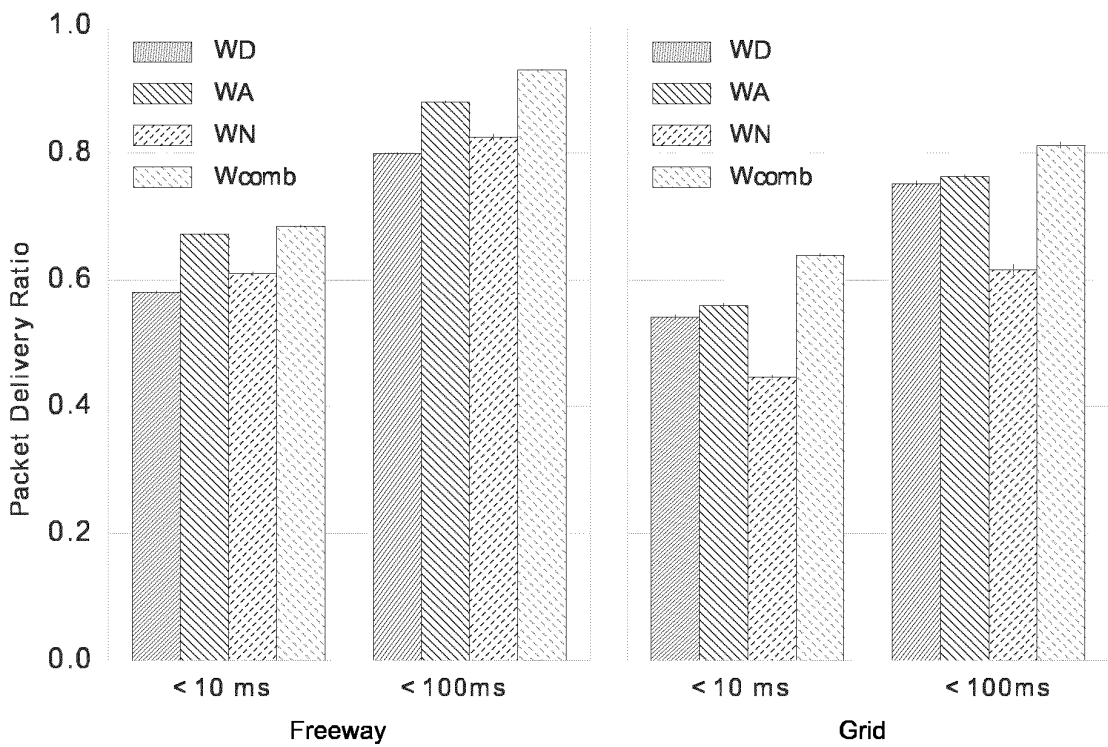 Packet Delivery Ratio
1.0
0.8
0.6
0.4
0.2
0.0
WD
WA
WN
Wcomb
< 10 ms
< 100ms
Freeway
WD
WA
WN
Wcomb
< 10 ms
< 100ms
Grid